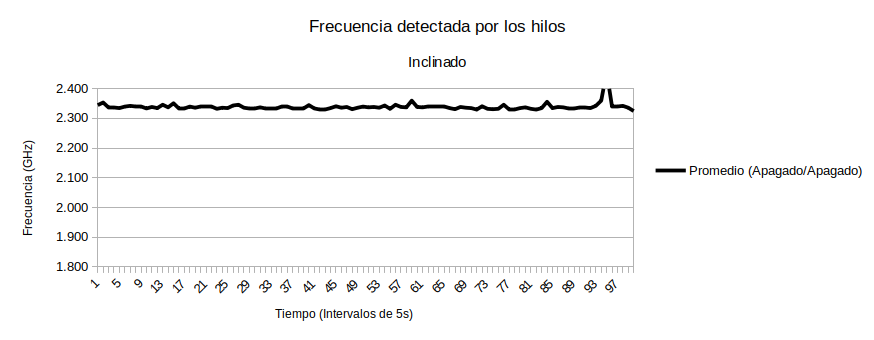 Frecuencia detectada por los hilos
Inclinado
2.400
2.300
2.200
2.100
2.000
1.900
1.800
Frecuencia (GHz)
1 5 9 13 17 21 25 29 33 37 41 45 49 53 57 61 65 69 73 77 81 85 89 93 97
Tiempo (Intervalos de 5s)
Promedio (Apagado/Apagado)